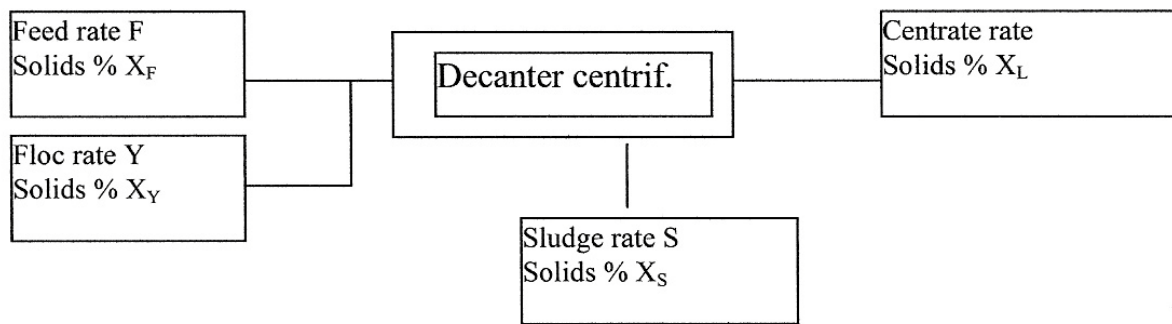 Feed rate F
Solids % X_F
Floc rate Y
Solids % X_Y
Decanter centrif.
Centrate rate
Solids % X_L
Sludge rate S
Solids % X_S